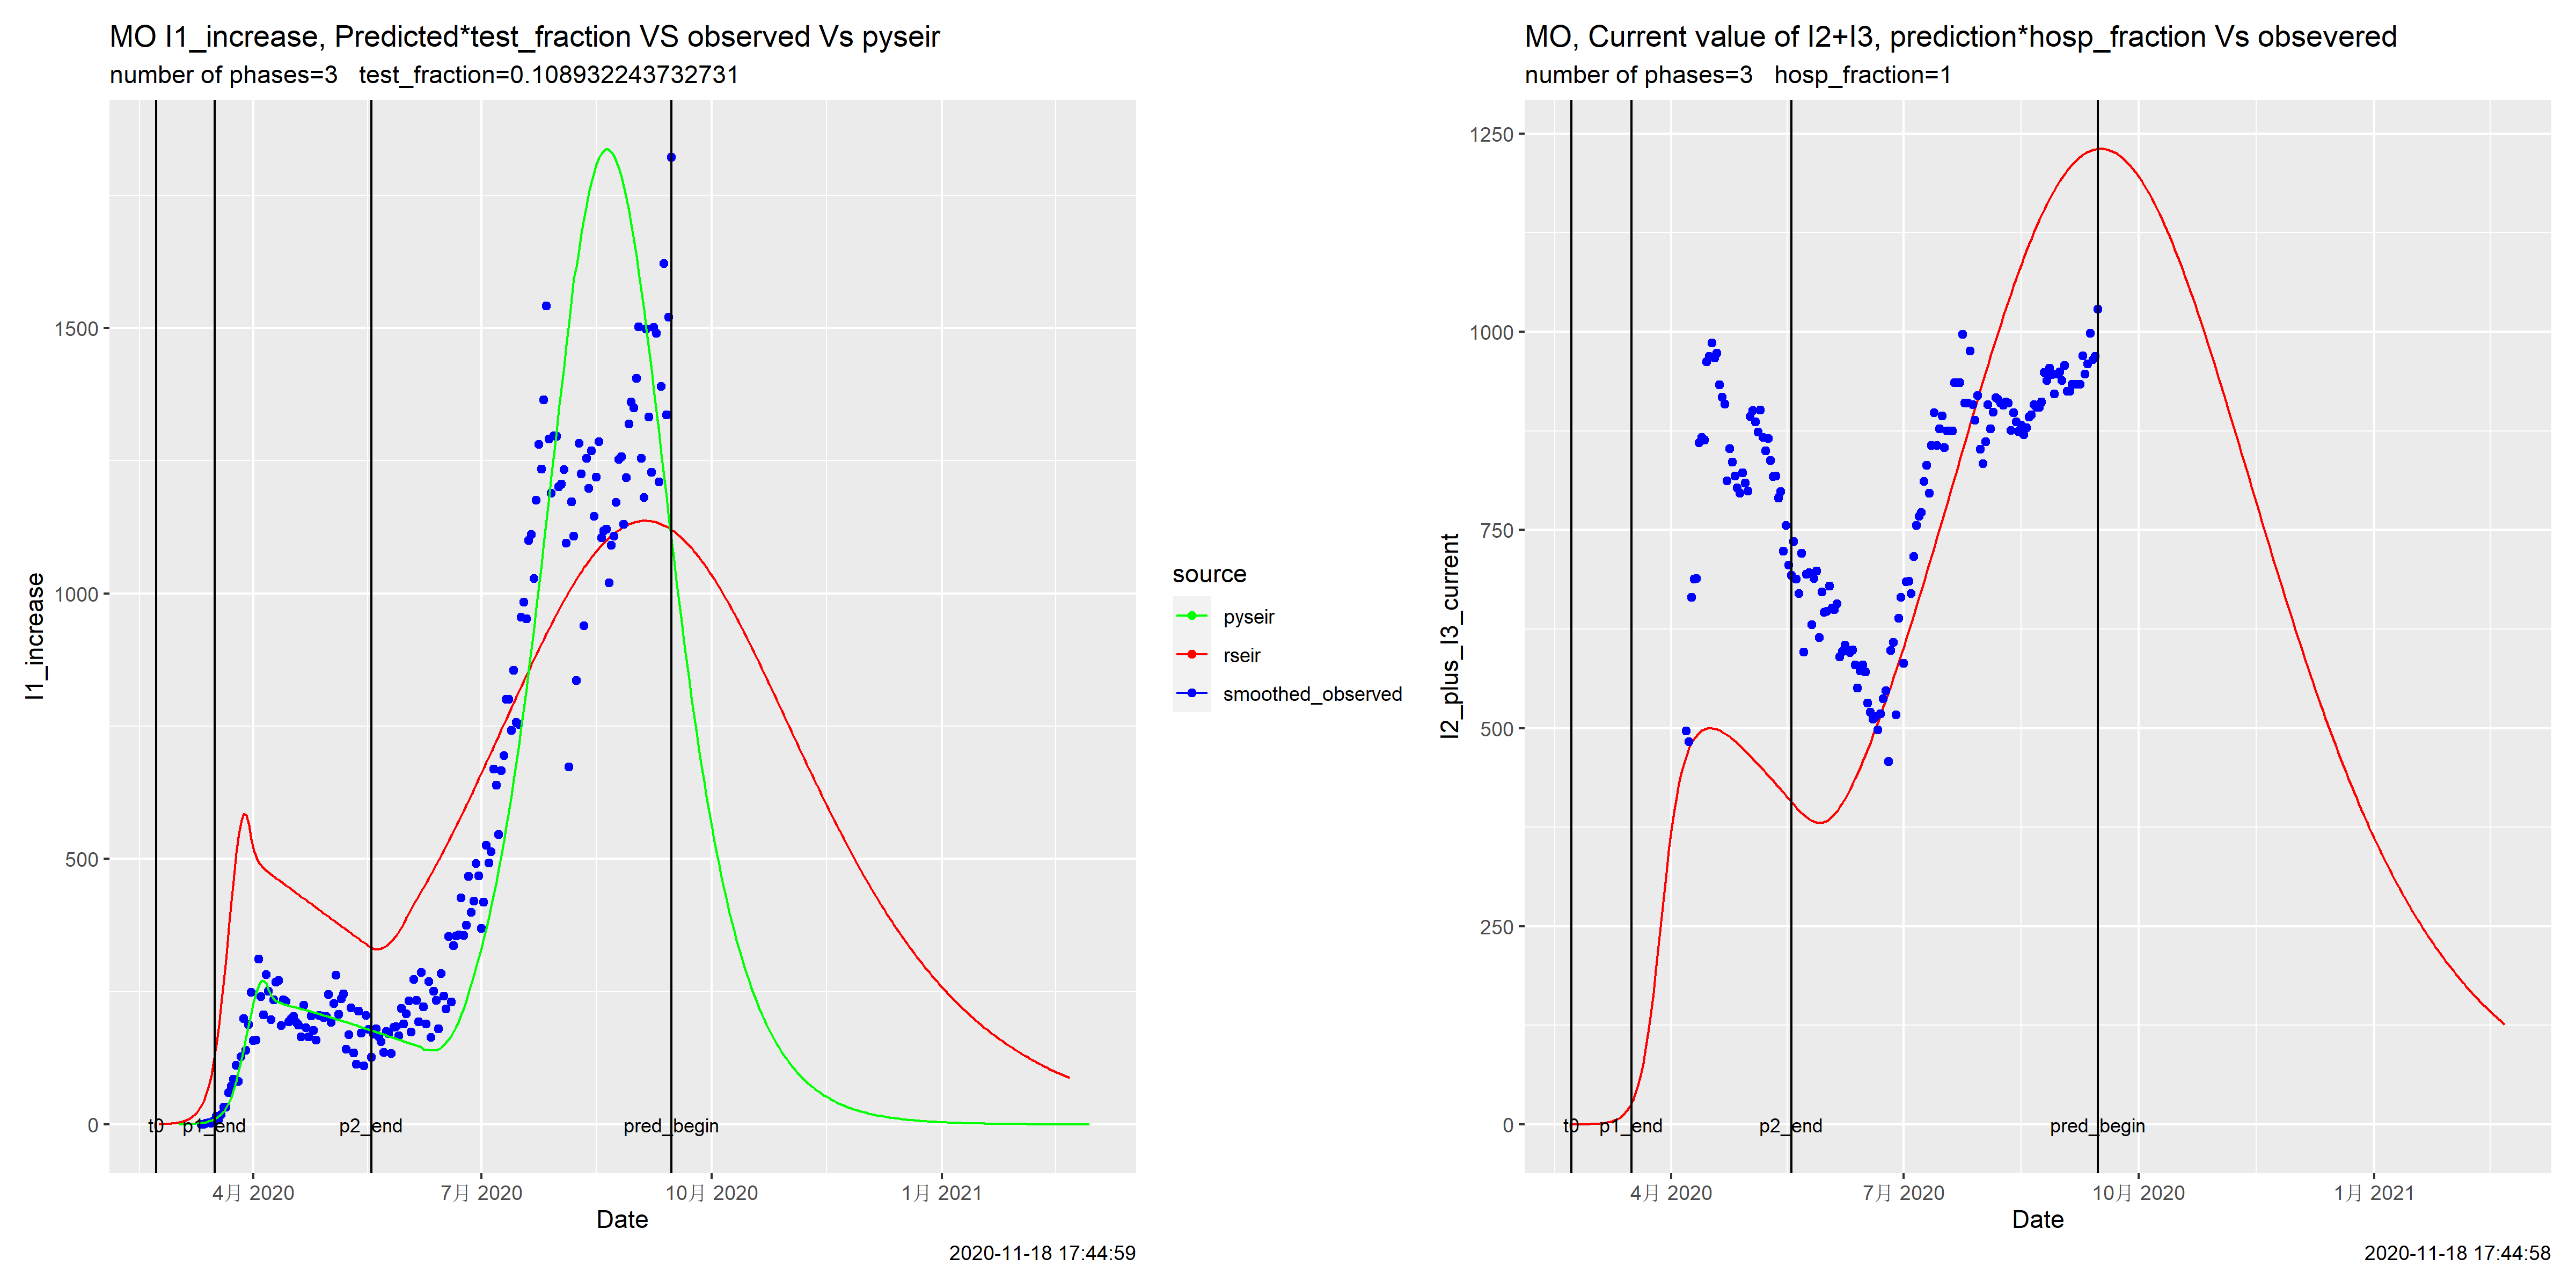 MO I1_increase, Predicted*test_fraction VS observed Vs pyseir
number of phases=3   test_fraction=0.108932243732731
I1_increase
1500
1000
500
0
t0
p1_end
p2_end
pred_begin
4月 2020
7月 2020
10月 2020
1月 2021
Date
2020-11-18 17:44:59
source
pyseir
rseir
smoothed_observed
MO, Current value of I2+I3, prediction*hosp_fraction Vs obsevered
number of phases=3   hosp_fraction=1
I2_plus_I3_current
1250
1000
750
500
250
0
t0
p1_end
p2_end
pred_begin
4月 2020
7月 2020
10月 2020
1月 2021
Date
2020-11-18 17:44:58